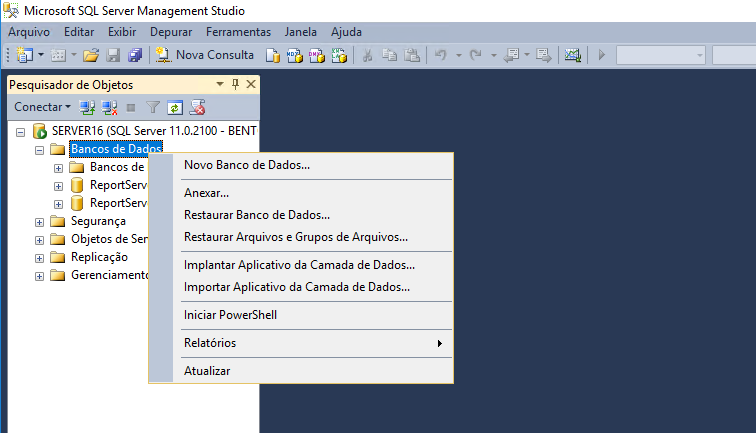 Microsoft SQL Server Management Studio
Arquivo Editar Exibir Depurar Ferramentas Janela Ajuda
Nova Consulta
Pesquisador de Objetos
Conectar
SERVER16 (SQL Server 11.0.2100 - BENT
Bancos de Dados
Bancos de
ReportServ
ReportServ
Segurança
Objetos de Ser
Replicação
Gerenciamento
Novo Banco de Dados...
Anexar...
Restaurar Banco de Dados...
Restaurar Arquivos e Grupos de Arquivos...
Implantar Aplicativo da Camada de Dados...
Importar Aplicativo da Camada de Dados...
Iniciar PowerShell
Relatórios
Atualizar